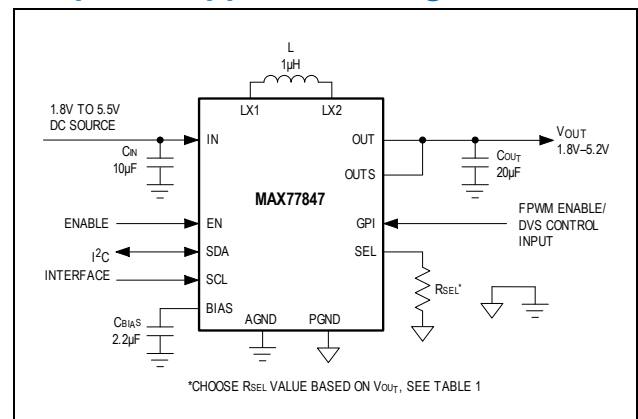 L
1µH
LX1
LX2
1.8V TO 5.5V
DC SOURCE
IN
CIN
10µF
OUT
VOUT
1.8V–5.2V
COUT
20µF
OUTS
MAX77847
ENABLE
EN
GPI
FPWM ENABLE/
DVS CONTROL
INPUT
I2C
INTERFACE
SDA
SCL
SEL
RSEL*
BIAS
CBIAS
2.2µF
AGND
PGND
*CHOOSE RSEL VALUE BASED ON VOUT, SEE TABLE 1